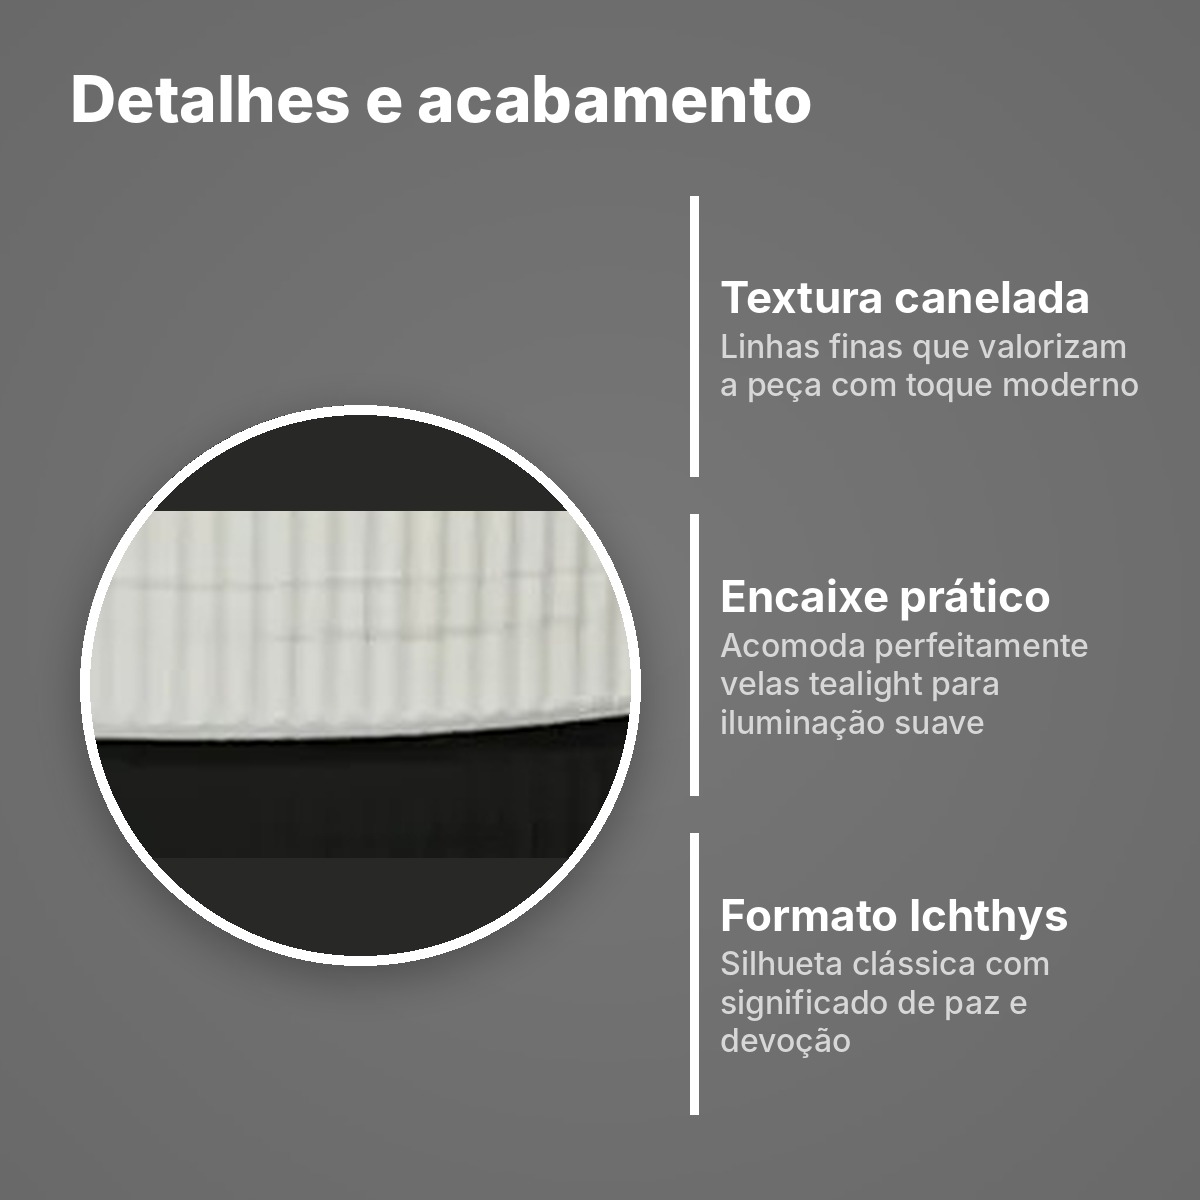 Detalhes e acabamento
Textura canelada
Linhas finas que valorizam
a peça com toque moderno
Encaixe prático
Acomoda perfeitamente
velas tealight para
iluminação suave
Formato Ichthys
Silhueta clássica com
significado de paz e
devoção